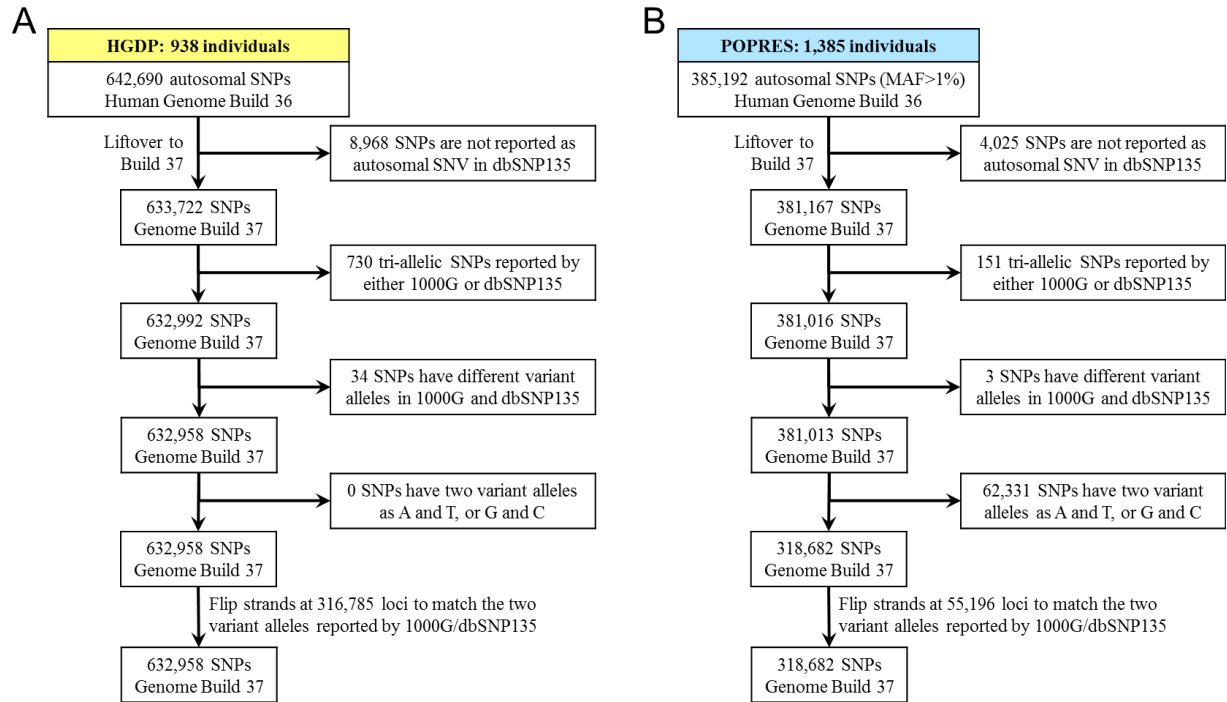 A
HGDP: 938 individuals
642,690 autosomal SNPs
Human Genome Build 36
Liftover to
Build 37
8,968 SNPs are not reported as
autosomal SNV in dbSNP135
633,722 SNPs
Genome Build 37
730 tri-allelic SNPs reported by
either 1000G or dbSNP135
632,992 SNPs
Genome Build 37
34 SNPs have different variant
alleles in 1000G and dbSNP135
632,958 SNPs
Genome Build 37
0 SNPs have two variant alleles
as A and T, or G and C
632,958 SNPs
Genome Build 37
Flip strands at 316,785 loci to match the two
variant alleles reported by 1000G/dbSNP135
632,958 SNPs
Genome Build 37
B
POPRES: 1,385 individuals
385,192 autosomal SNPs (MAF>1%)
Human Genome Build 36
Liftover to
Build 37
4,025 SNPs are not reported as
autosomal SNV in dbSNP135
381,167 SNPs
Genome Build 37
151 tri-allelic SNPs reported by
either 1000G or dbSNP135
381,016 SNPs
Genome Build 37
3 SNPs have different variant
alleles in 1000G and dbSNP135
381,013 SNPs
Genome Build 37
62,331 SNPs have two variant
alleles as A and T, or G and C
318,682 SNPs
Genome Build 37
Flip strands at 55,196 loci to match the two
variant alleles reported by 1000G/dbSNP135
318,682 SNPs
Genome Build 37